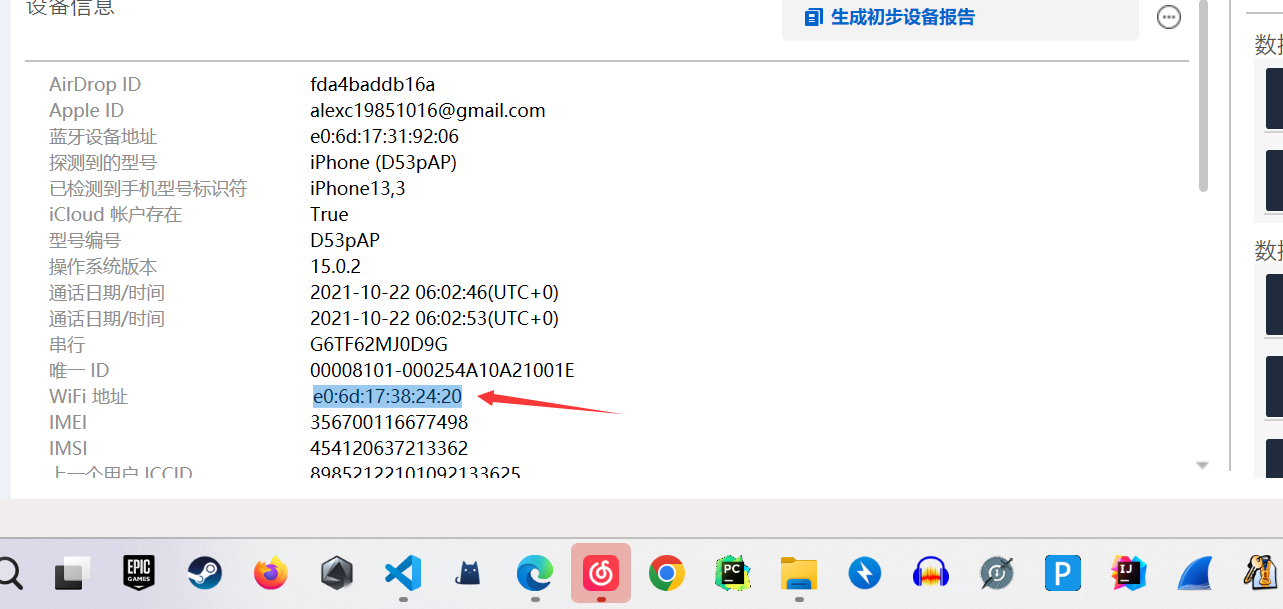 设备信息
生成初步设备报告
AirDrop ID fda4baddb16a
Apple ID alexc19851016@gmail.com
蓝牙设备地址 e0:6d:17:31:92:06
探测到的型号 iPhone (D53pAP)
已检测到手机型号标识符 iPhone13,3
iCloud 帐户存在 True
型号编号 D53pAP
操作系统版本 15.0.2
通话日期/时间 2021-10-22 06:02:46(UTC+0)
通话日期/时间 2021-10-22 06:02:53(UTC+0)
串行 G6TF62MJ0D9G
唯一 ID 00008101-000254A10A21001E
WiFi 地址 e0:6d:17:38:24:20
IMEI 356700116677498
IMSI 454120637213362
上一个用户 ICCID 89852122101092133625
数据
数据
EPIC GAMES
PC
P
IJ